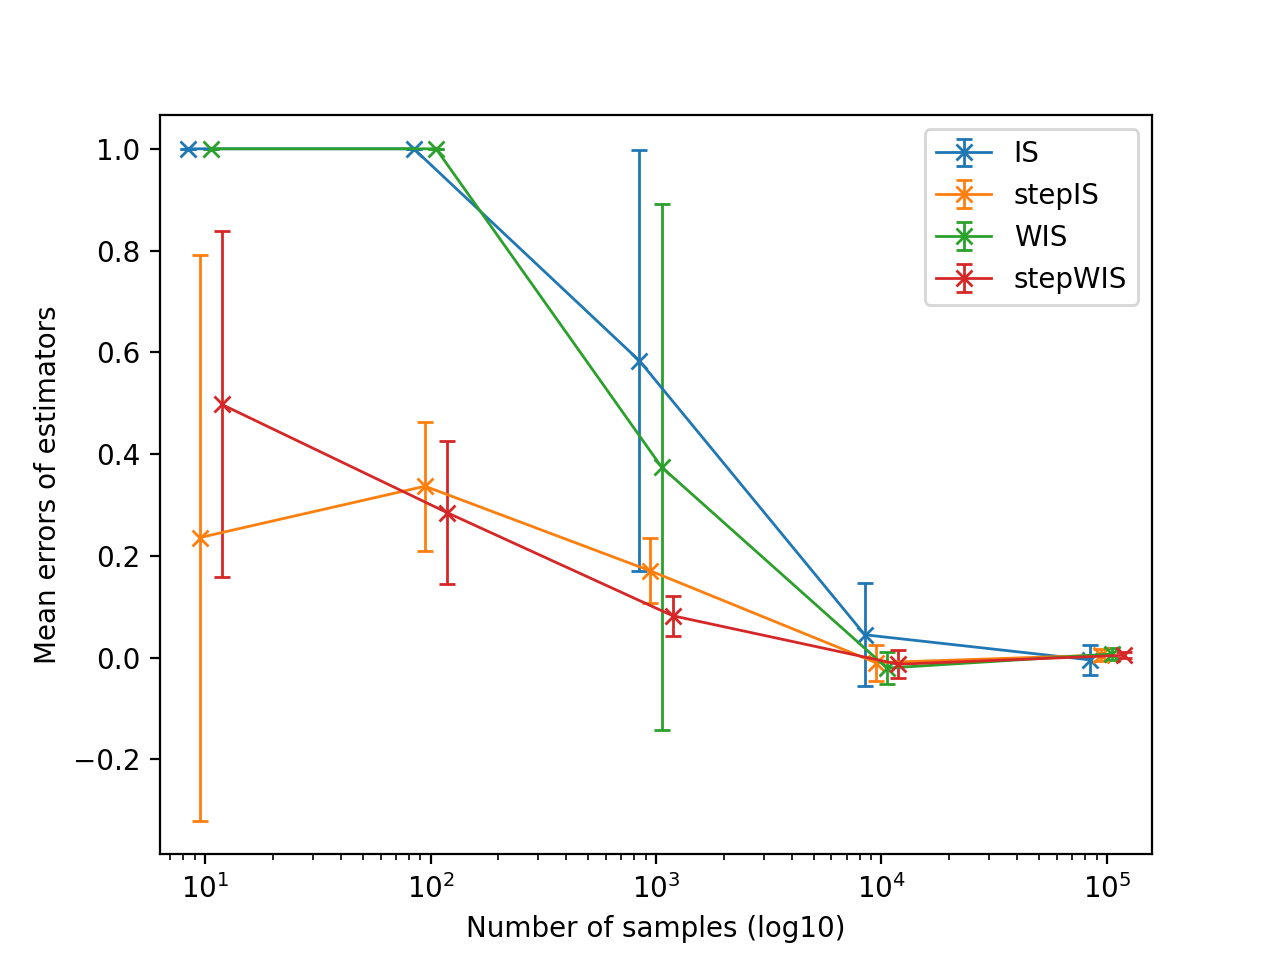 1.0
0.8
0.6
0.4
0.2
0.0
−0.2
Mean errors of estimators
10¹ 10² 10³ 10⁴ 10⁵
Number of samples (log10)
IS
stepIS
WIS
stepWIS